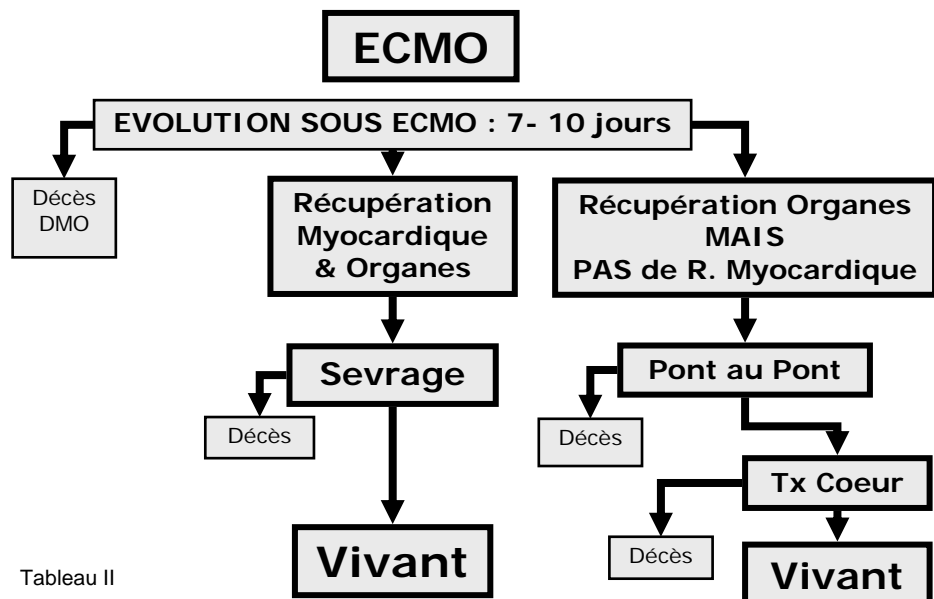 ECMO
EVOLUTION SOUS ECMO : 7- 10 jours
Décès
DMO
Récupération
Myocardique
& Organes
Récupération Organes
MAIS
PAS de R. Myocardique
Sevrage
Pont au Pont
Décès
Décès
Tx Coeur
Vivant
Décès
Vivant
Tableau II